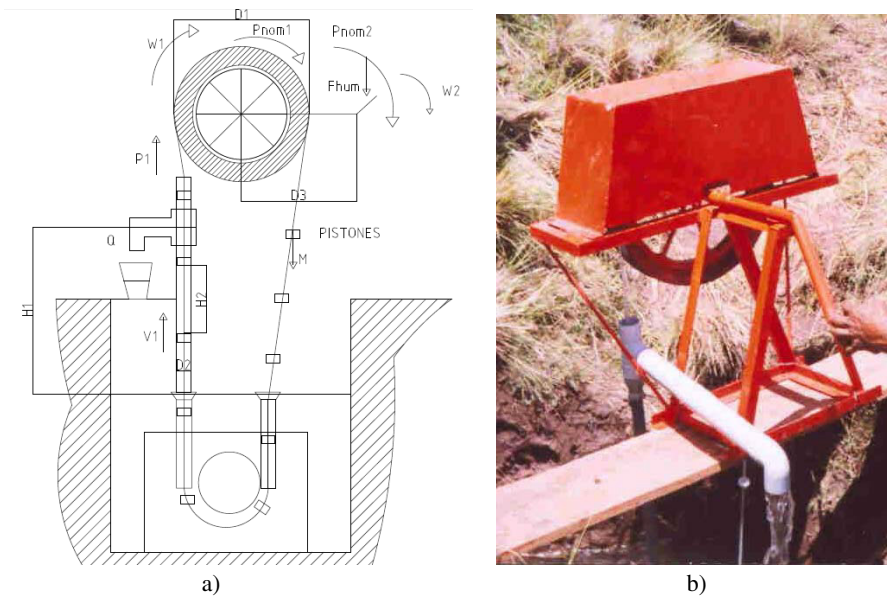 D1
W1
Pnom1
Pnom2
Fhum
W2
P1
D3
PISTONES
Q
M
H1
H2
V1
D2
a)
b)